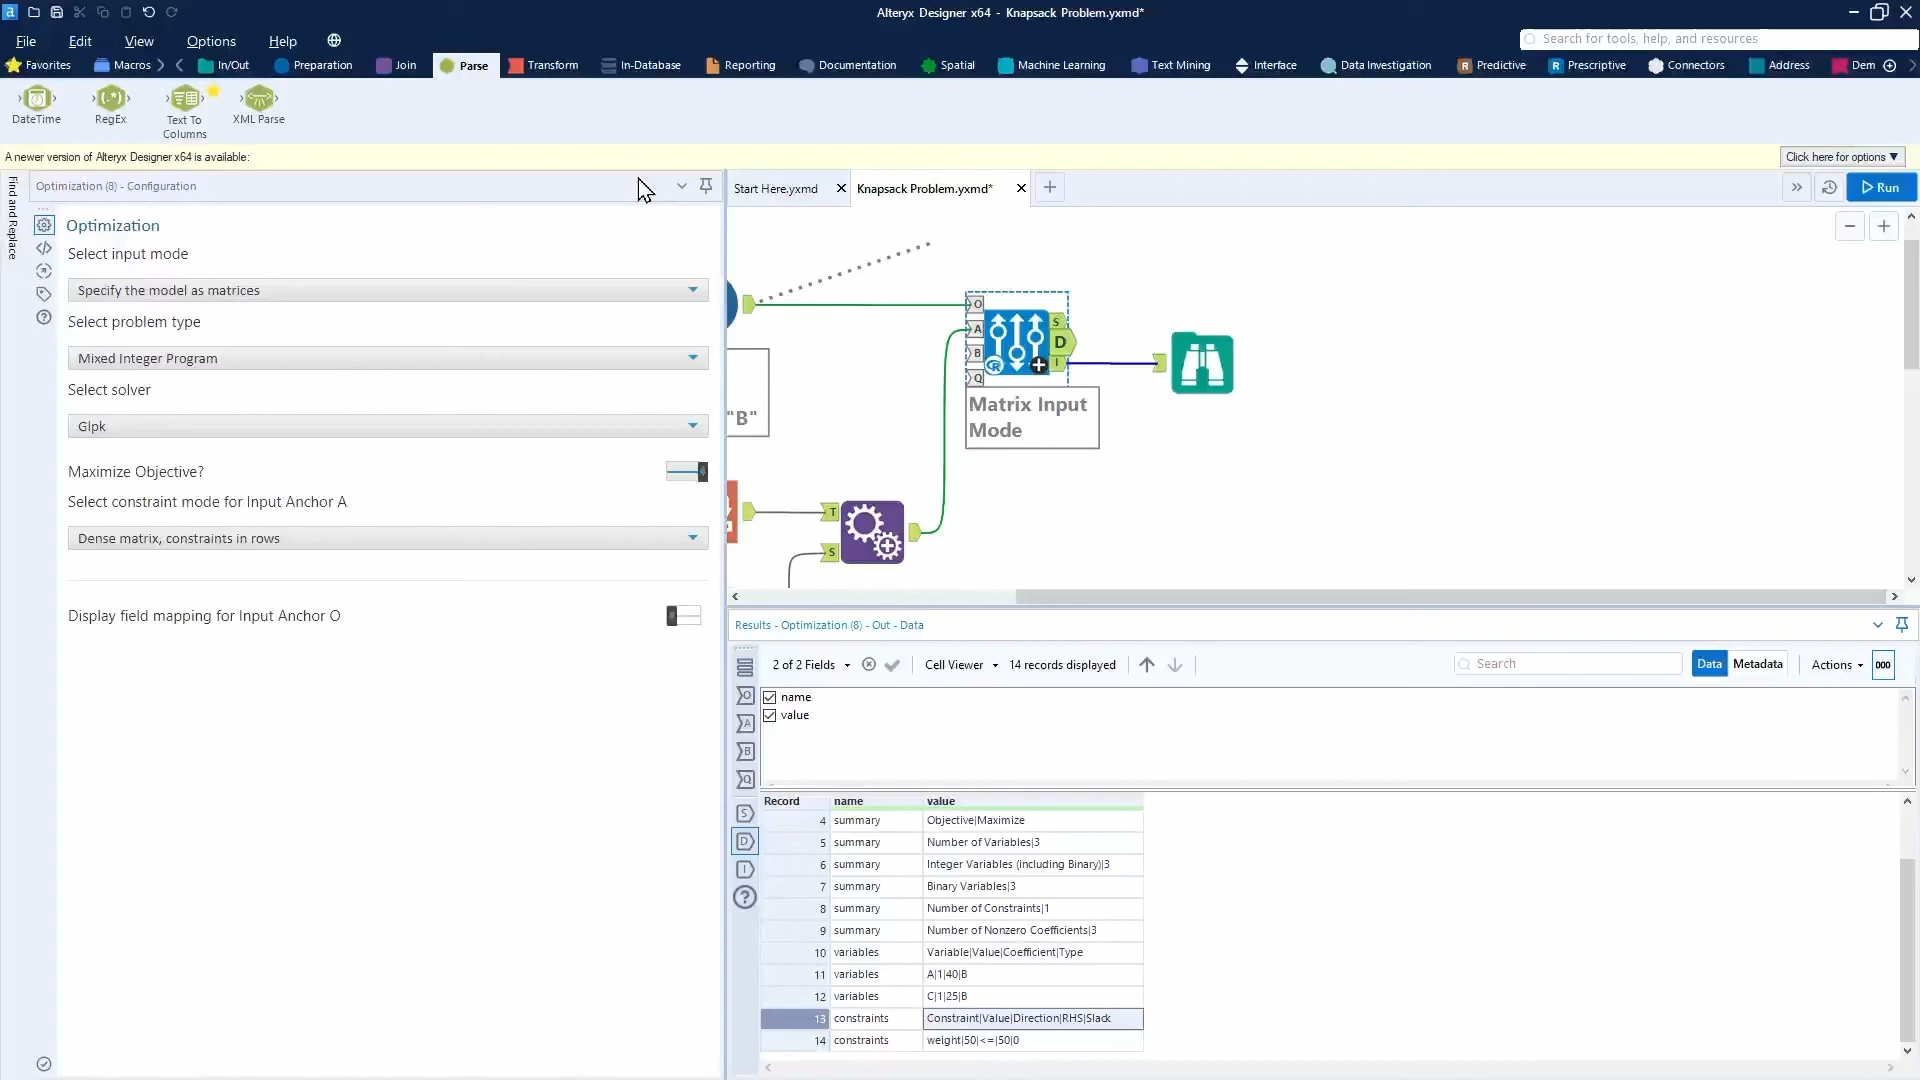 Alteryx Designer x64 - Knapsack Problem.yxmd*
File Edit View Options Help
Search for tools, help, and resources
Favorites Macros In/Out Preparation Join Parse Transform In-Database Reporting Documentation Spatial Machine Learning Text Mining Interface Data Investigation Predictive Prescriptive Connectors Address Dem
DateTime RegEx Text To Columns XML Parse
A newer version of Alteryx Designer x64 is available:
Click here for options ▼
Find and Replace
Optimization (8) - Configuration
Start Here.yxmd Knapsack Problem.yxmd*
Run
Optimization
Select input mode
Specify the model as matrices
Select problem type
Mixed Integer Program
Select solver
Glpk
Maximize Objective?
Select constraint mode for Input Anchor A
Dense matrix, constraints in rows
Display field mapping for Input Anchor O
O
A
B
Q
S
D
I
"B"
Matrix Input
Mode
T
S
Results - Optimization (8) - Out - Data
2 of 2 Fields Cell Viewer 14 records displayed Search Data Metadata Actions 000
O
A
B
Q
S
D
I
name
value
Record name value
4 summary Objective|Maximize
5 summary Number of Variables|3
6 summary Integer Variables (including Binary)|3
7 summary Binary Variables|3
8 summary Number of Constraints|1
9 summary Number of Nonzero Coefficients|3
10 variables Variable|Value|Coefficient|Type
11 variables A|1|40|B
12 variables C|1|25|B
13 constraints Constraint|Value|Direction|RHS|Slack
14 constraints weight|50|<=|50|0